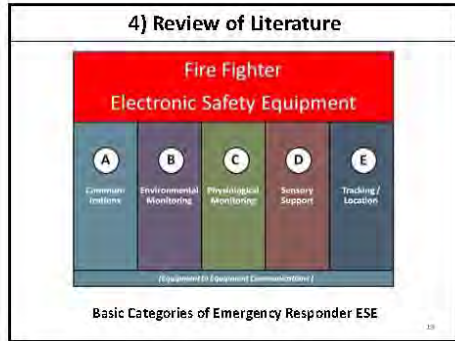 4) Review of Literature
Fire Fighter
Electronic Safety Equipment
A
B
C
D
E
Communi
cations
Environmental
Monitoring
Physiological
Monitoring
Sensory
Support
Tracking /
Location
(Equipment to Equipment Communications)
Basic Categories of Emergency Responder ESE